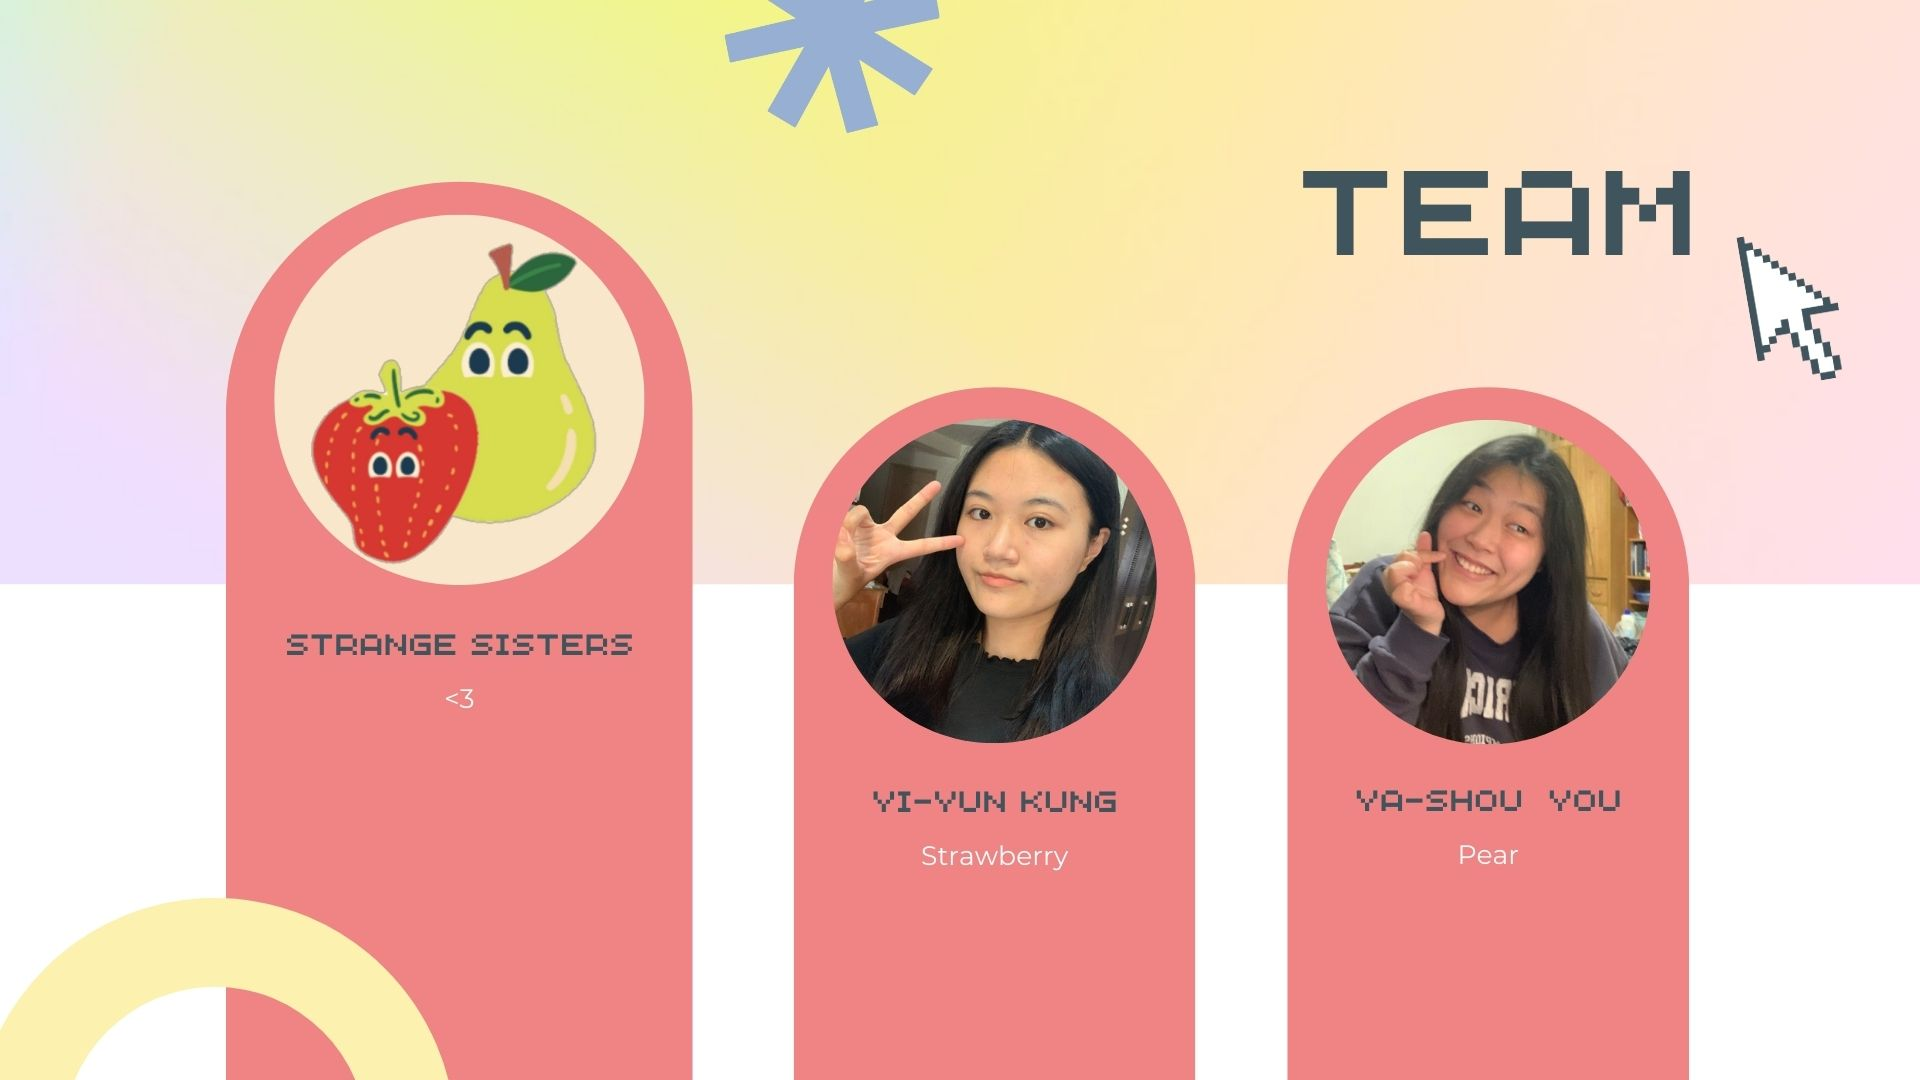 TEAM
STRANGE SISTERS
<3
YI-YUN KUNG
Strawberry
YA-SHOU YOU
Pear